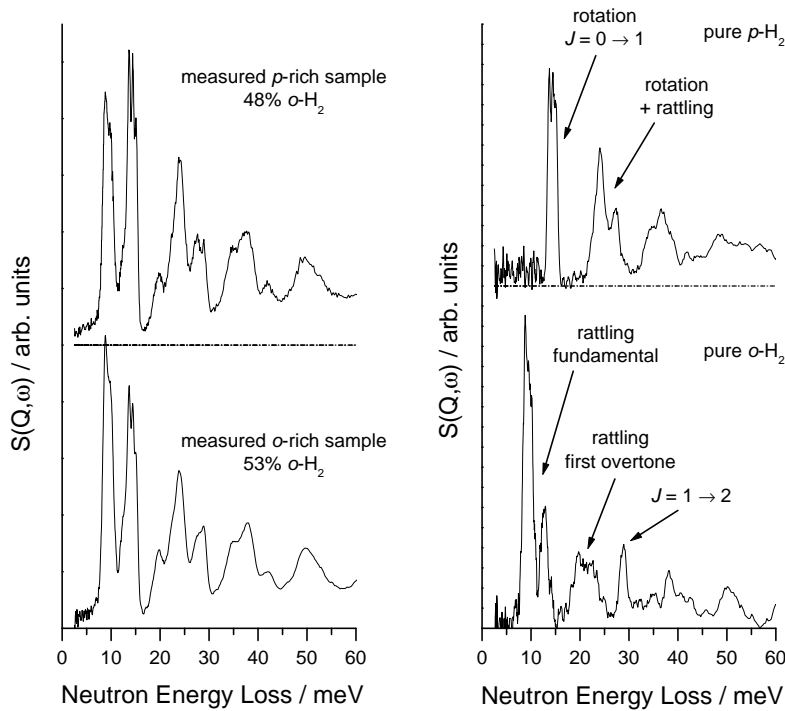 measured p-rich sample
48% o-H₂
measured o-rich sample
53% o-H₂
S(Q,ω) / arb. units
0 10 20 30 40 50 60
Neutron Energy Loss / meV
rotation
J = 0 → 1
pure p-H₂
rotation
+ rattling
rattling
fundamental
pure o-H₂
rattling
first overtone
J = 1 → 2
S(Q,ω) / arb. units
0 10 20 30 40 50 60
Neutron Energy Loss / meV